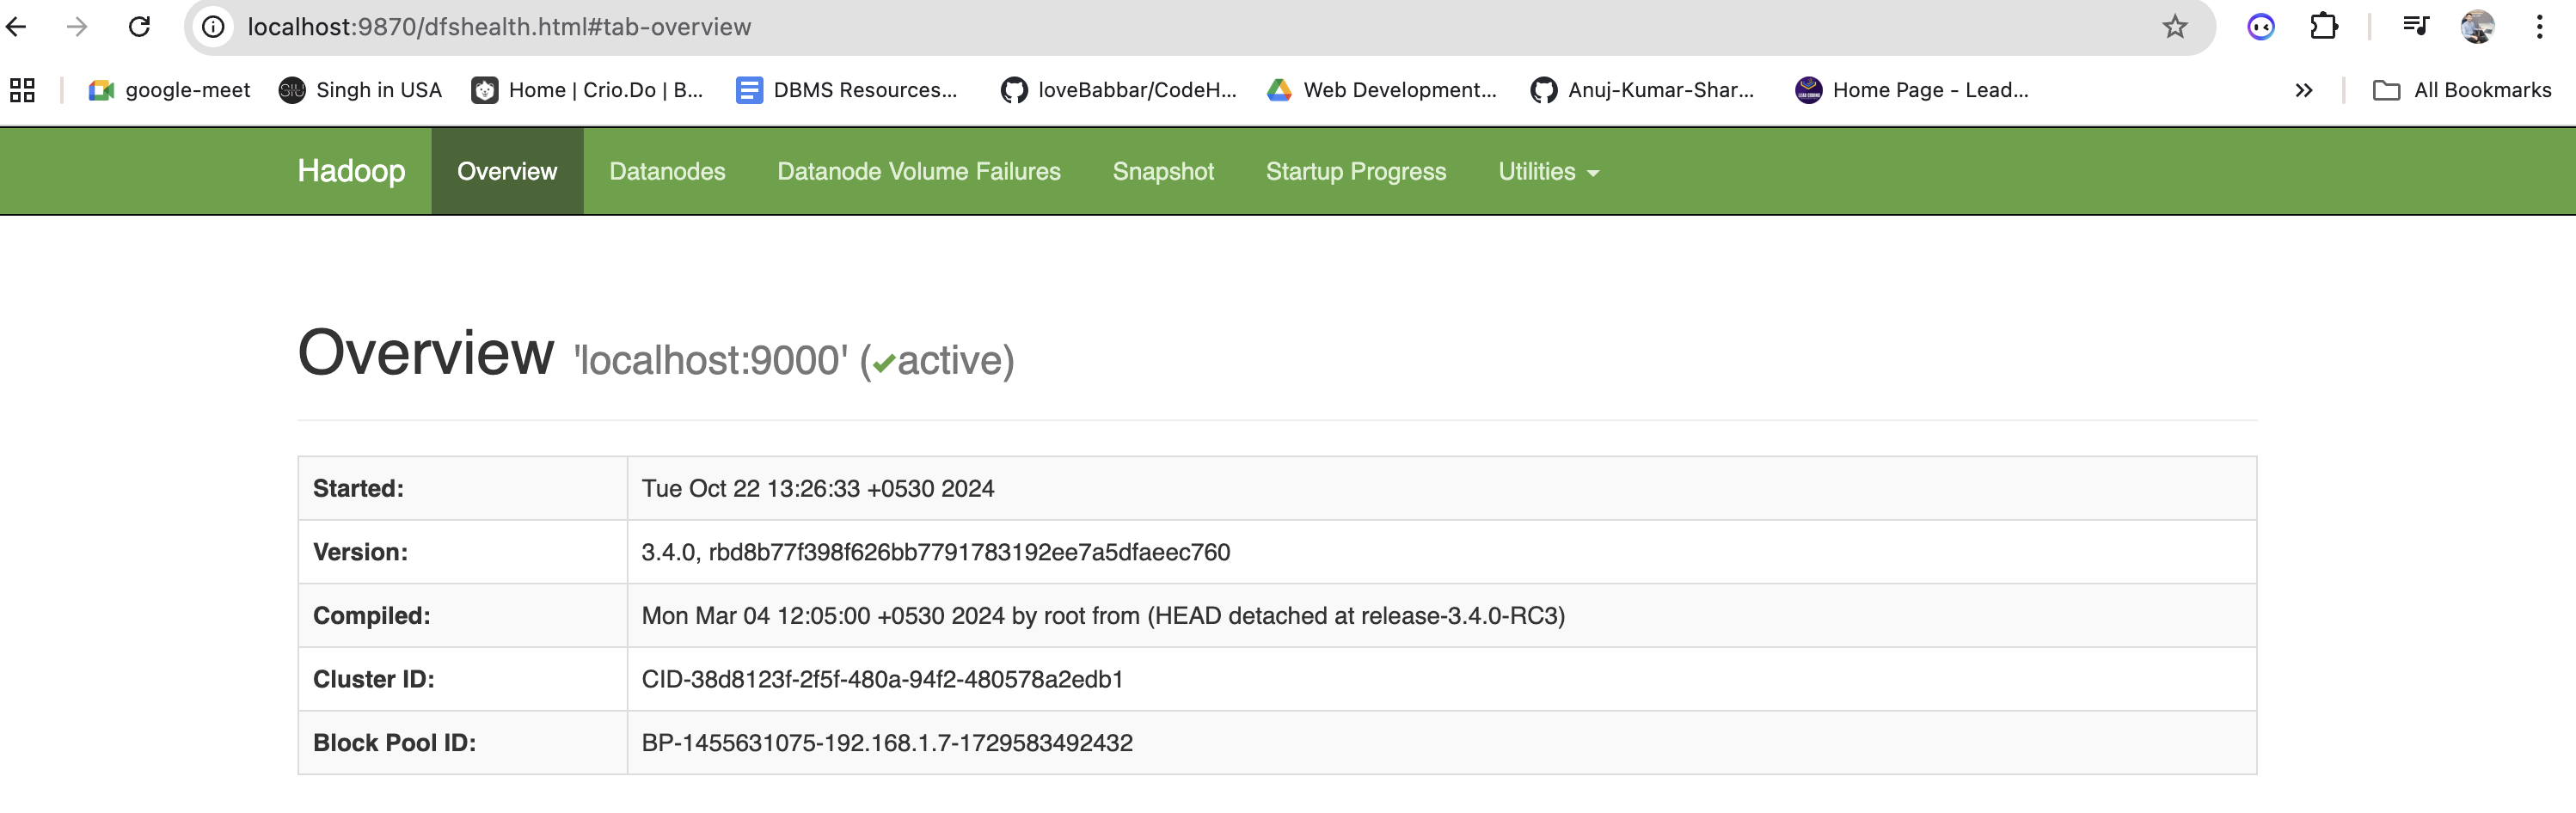 localhost:9870/dfshealth.html#tab-overview
google-meet SIU Singh in USA Home | Crio.Do | B... DBMS Resources... loveBabbar/CodeH... Web Development... Anuj-Kumar-Shar... Home Page - Lead... All Bookmarks
Hadoop Overview Datanodes Datanode Volume Failures Snapshot Startup Progress Utilities
Overview 'localhost:9000' (✔active)
Started: Tue Oct 22 13:26:33 +0530 2024
Version: 3.4.0, rbd8b77f398f626bb7791783192ee7a5dfaeec760
Compiled: Mon Mar 04 12:05:00 +0530 2024 by root from (HEAD detached at release-3.4.0-RC3)
Cluster ID: CID-38d8123f-2f5f-480a-94f2-480578a2edb1
Block Pool ID: BP-1455631075-192.168.1.7-1729583492432